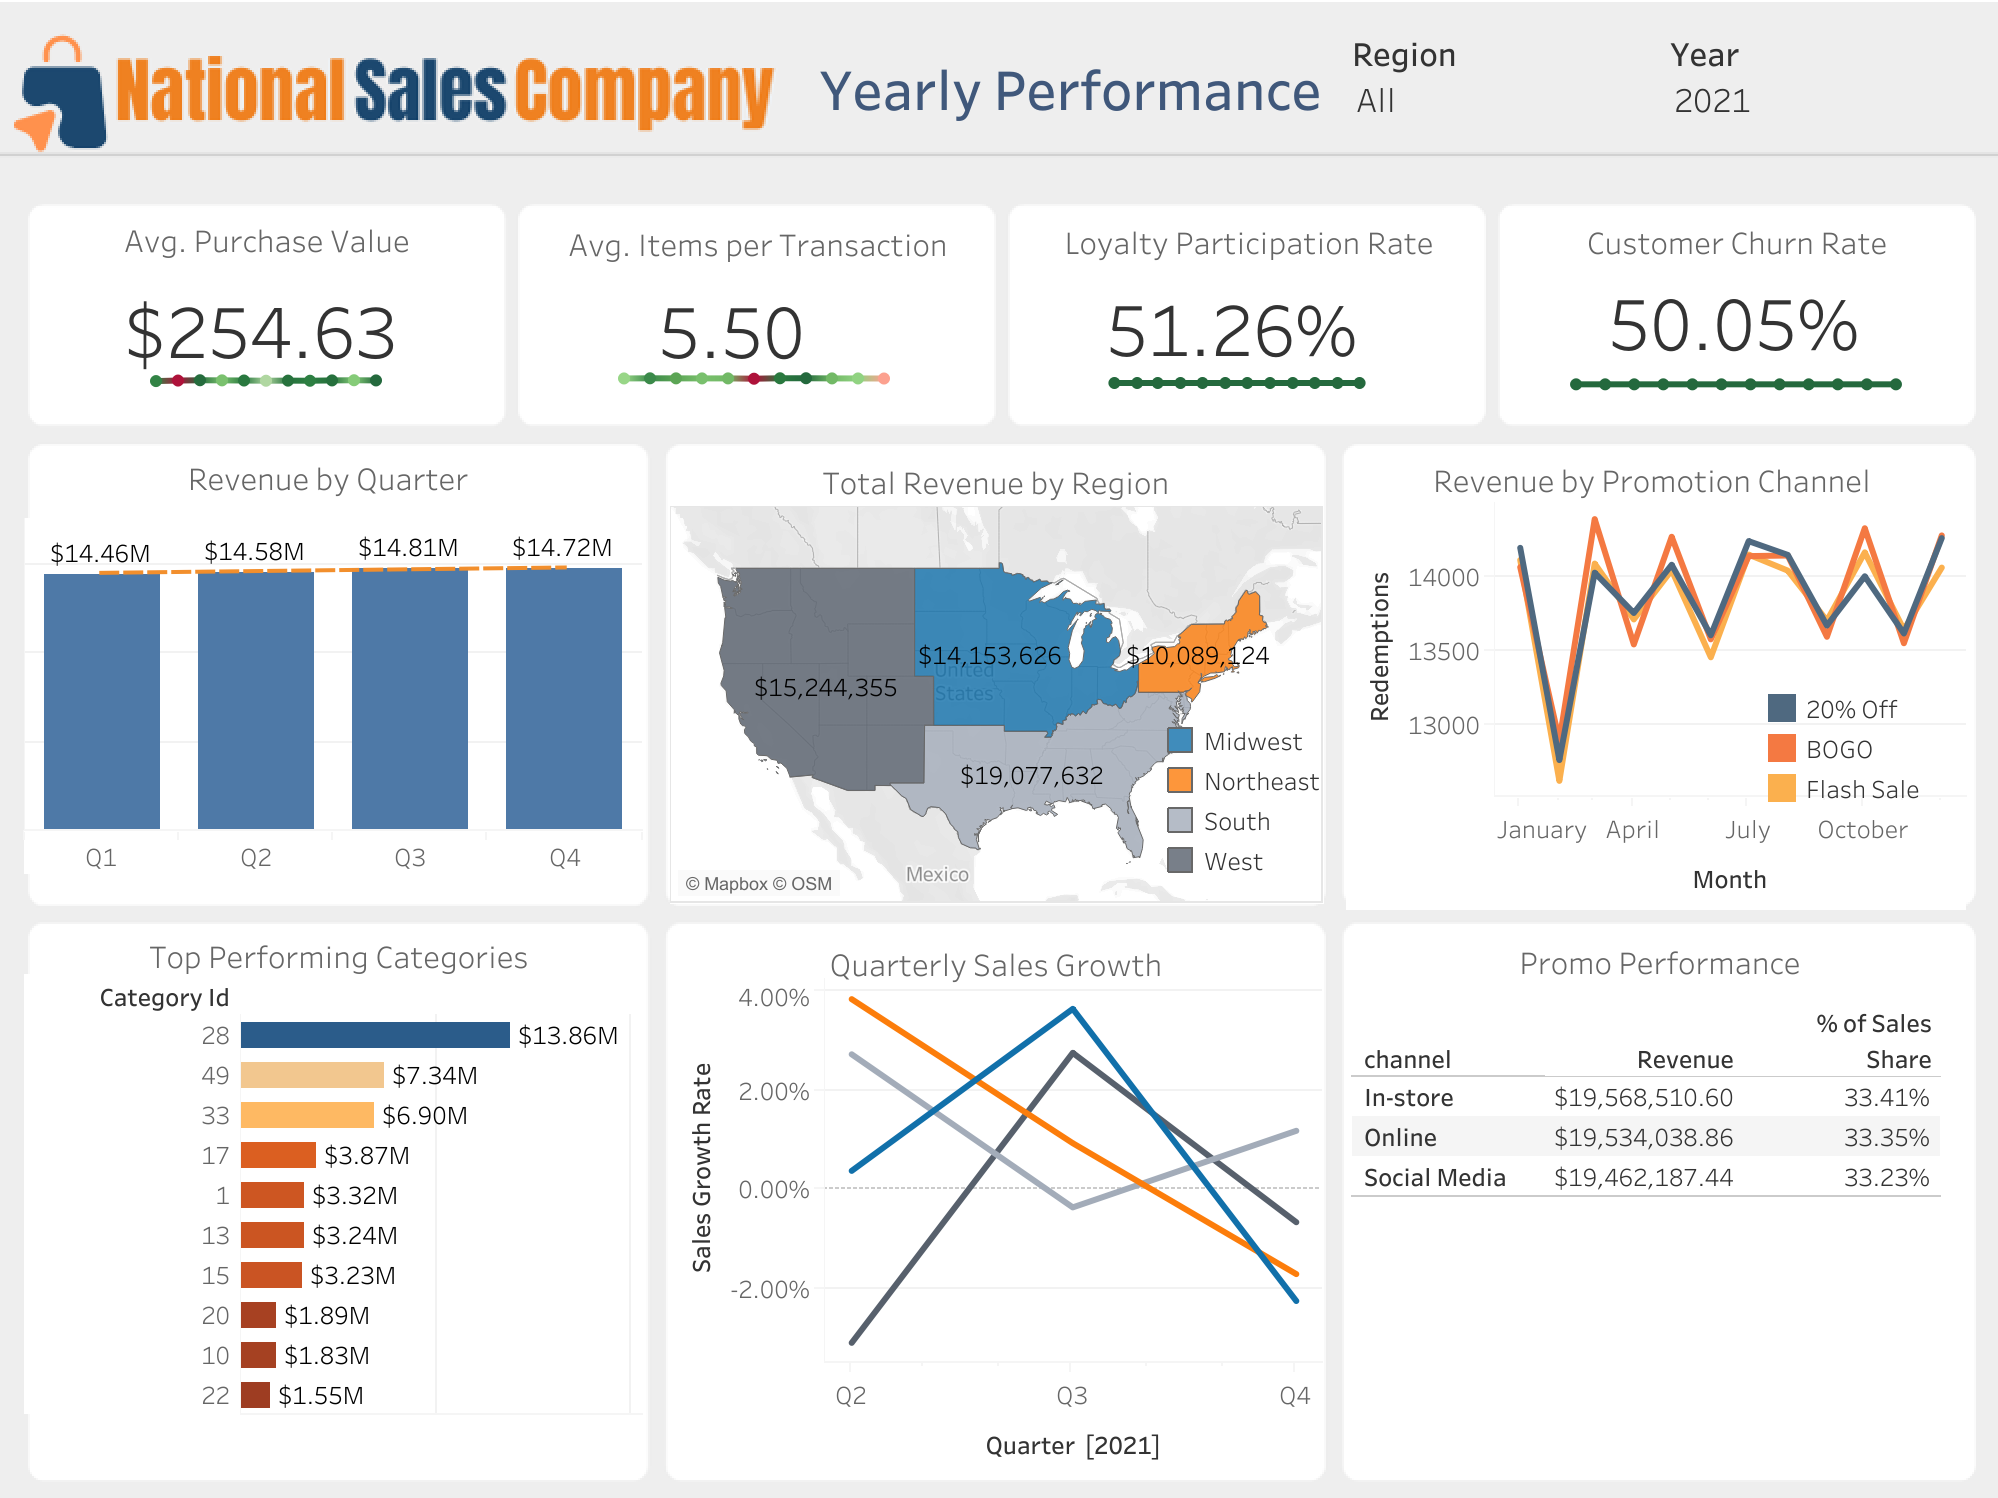 National Sales Company
Yearly Performance
Region
All
Year
2021
Avg. Purchase Value
$254.63
Avg. Items per Transaction
5.50
Loyalty Participation Rate
51.26%
Customer Churn Rate
50.05%
Revenue by Quarter
$14.46M $14.58M $14.81M $14.72M
Q1 Q2 Q3 Q4
Total Revenue by Region
$14,153,626 $10,089,124
United
States
$15,244,355
$19,077,632
Midwest
Northeast
South
West
Mexico
© Mapbox © OSM
Revenue by Promotion Channel
Redemptions
14000
13500
13000
20% Off
BOGO
Flash Sale
January April July October
Month
Top Performing Categories
Category Id
28 $13.86M
49 $7.34M
33 $6.90M
17 $3.87M
1 $3.32M
13 $3.24M
15 $3.23M
20 $1.89M
10 $1.83M
22 $1.55M
Quarterly Sales Growth
Sales Growth Rate
4.00%
2.00%
0.00%
-2.00%
Q2 Q3 Q4
Quarter [2021]
Promo Performance
% of Sales
channel Revenue Share
In-store $19,568,510.60 33.41%
Online $19,534,038.86 33.35%
Social Media $19,462,187.44 33.23%